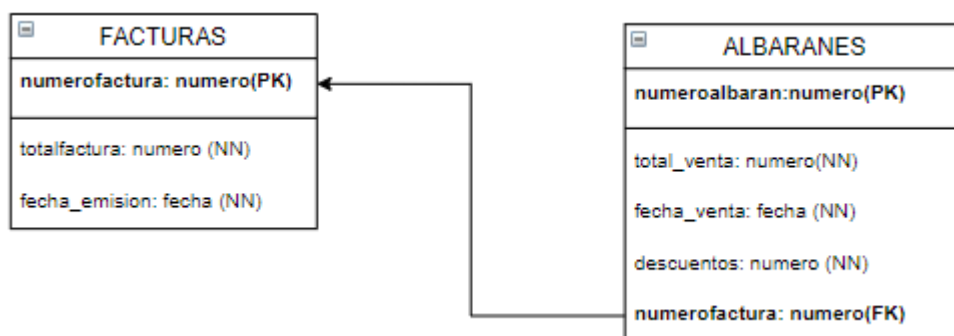 FACTURAS
numerofactura: numero(PK)
totalfactura: numero (NN)
fecha_emision: fecha (NN)
ALBARANES
numeroalbaran:numero(PK)
total_venta: numero(NN)
fecha_venta: fecha (NN)
descuentos: numero (NN)
numerofactura: numero(FK)